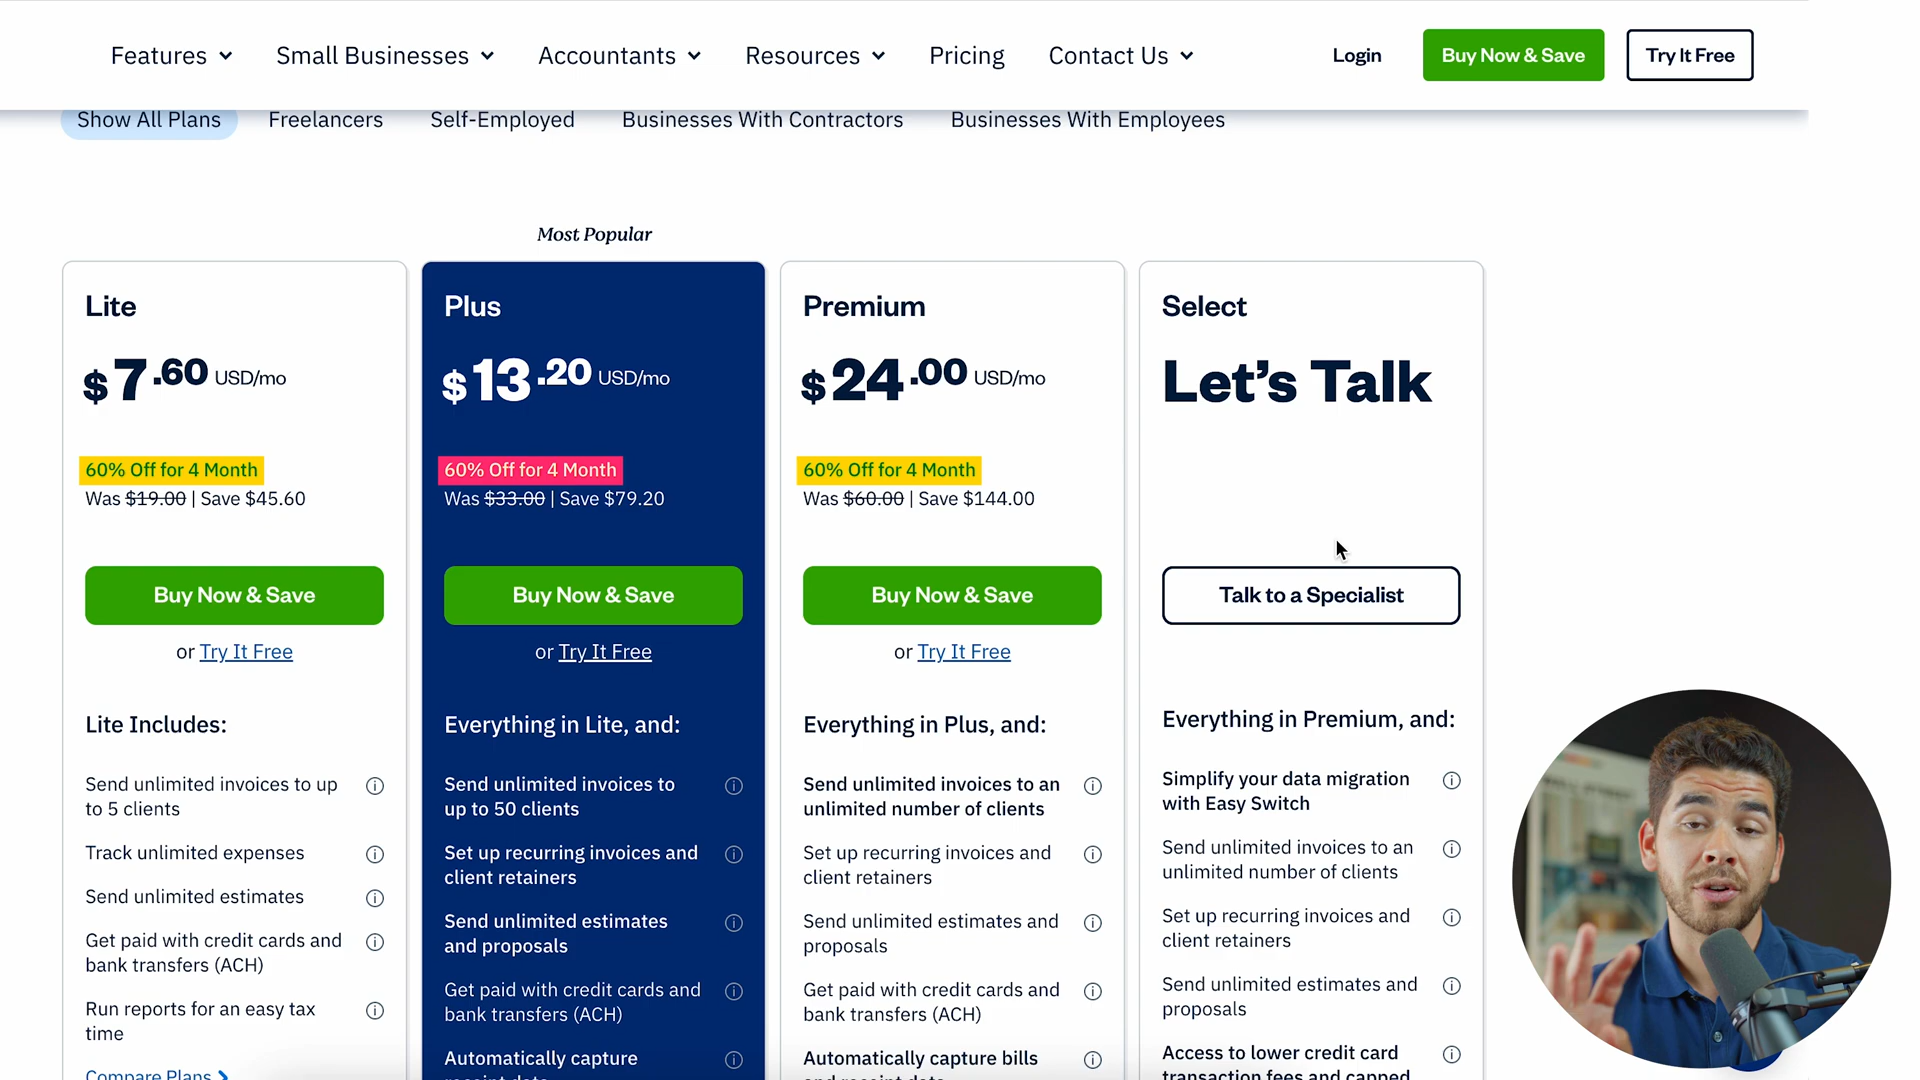 Features
Small Businesses
Accountants
Resources
Pricing
Contact Us
Login
Buy Now & Save
Try It Free
Show All Plans
Freelancers
Self-Employed
Businesses With Contractors
Businesses With Employees
Most Popular
Lite
$7.60 USD/mo
60% Off for 4 Month
Was $19.00 | Save $45.60
Buy Now & Save
or Try It Free
Lite Includes:
Send unlimited invoices to up
to 5 clients
Track unlimited expenses
Send unlimited estimates
Get paid with credit cards and
bank transfers (ACH)
Run reports for an easy tax
time
Compare Plans
Plus
$13.20 USD/mo
60% Off for 4 Month
Was $33.00 | Save $79.20
Buy Now & Save
or Try It Free
Everything in Lite, and:
Send unlimited invoices to
up to 50 clients
Set up recurring invoices and
client retainers
Send unlimited estimates
and proposals
Get paid with credit cards and
bank transfers (ACH)
Automatically capture
receipt data
Premium
$24.00 USD/mo
60% Off for 4 Month
Was $60.00 | Save $144.00
Buy Now & Save
or Try It Free
Everything in Plus, and:
Send unlimited invoices to an
unlimited number of clients
Set up recurring invoices and
client retainers
Send unlimited estimates and
proposals
Get paid with credit cards and
bank transfers (ACH)
Automatically capture bills
and receipt data
Select
Let's Talk
Talk to a Specialist
Everything in Premium, and:
Simplify your data migration
with Easy Switch
Send unlimited invoices to an
unlimited number of clients
Set up recurring invoices and
client retainers
Send unlimited estimates and
proposals
Access to lower credit card
transaction fees and capped